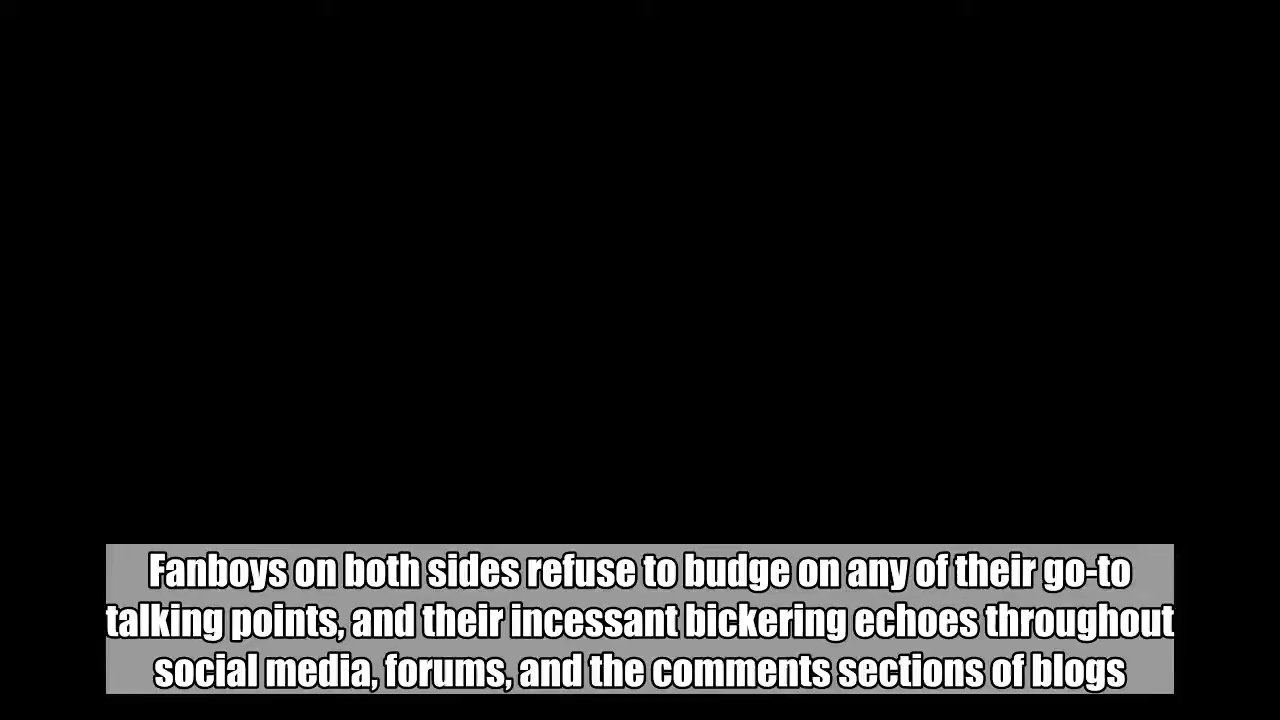 Fanboys on both sides refuse to budge on any of their go-to
talking points, and their incessant bickering echoes throughout
social media, forums, and the comments sections of blogs